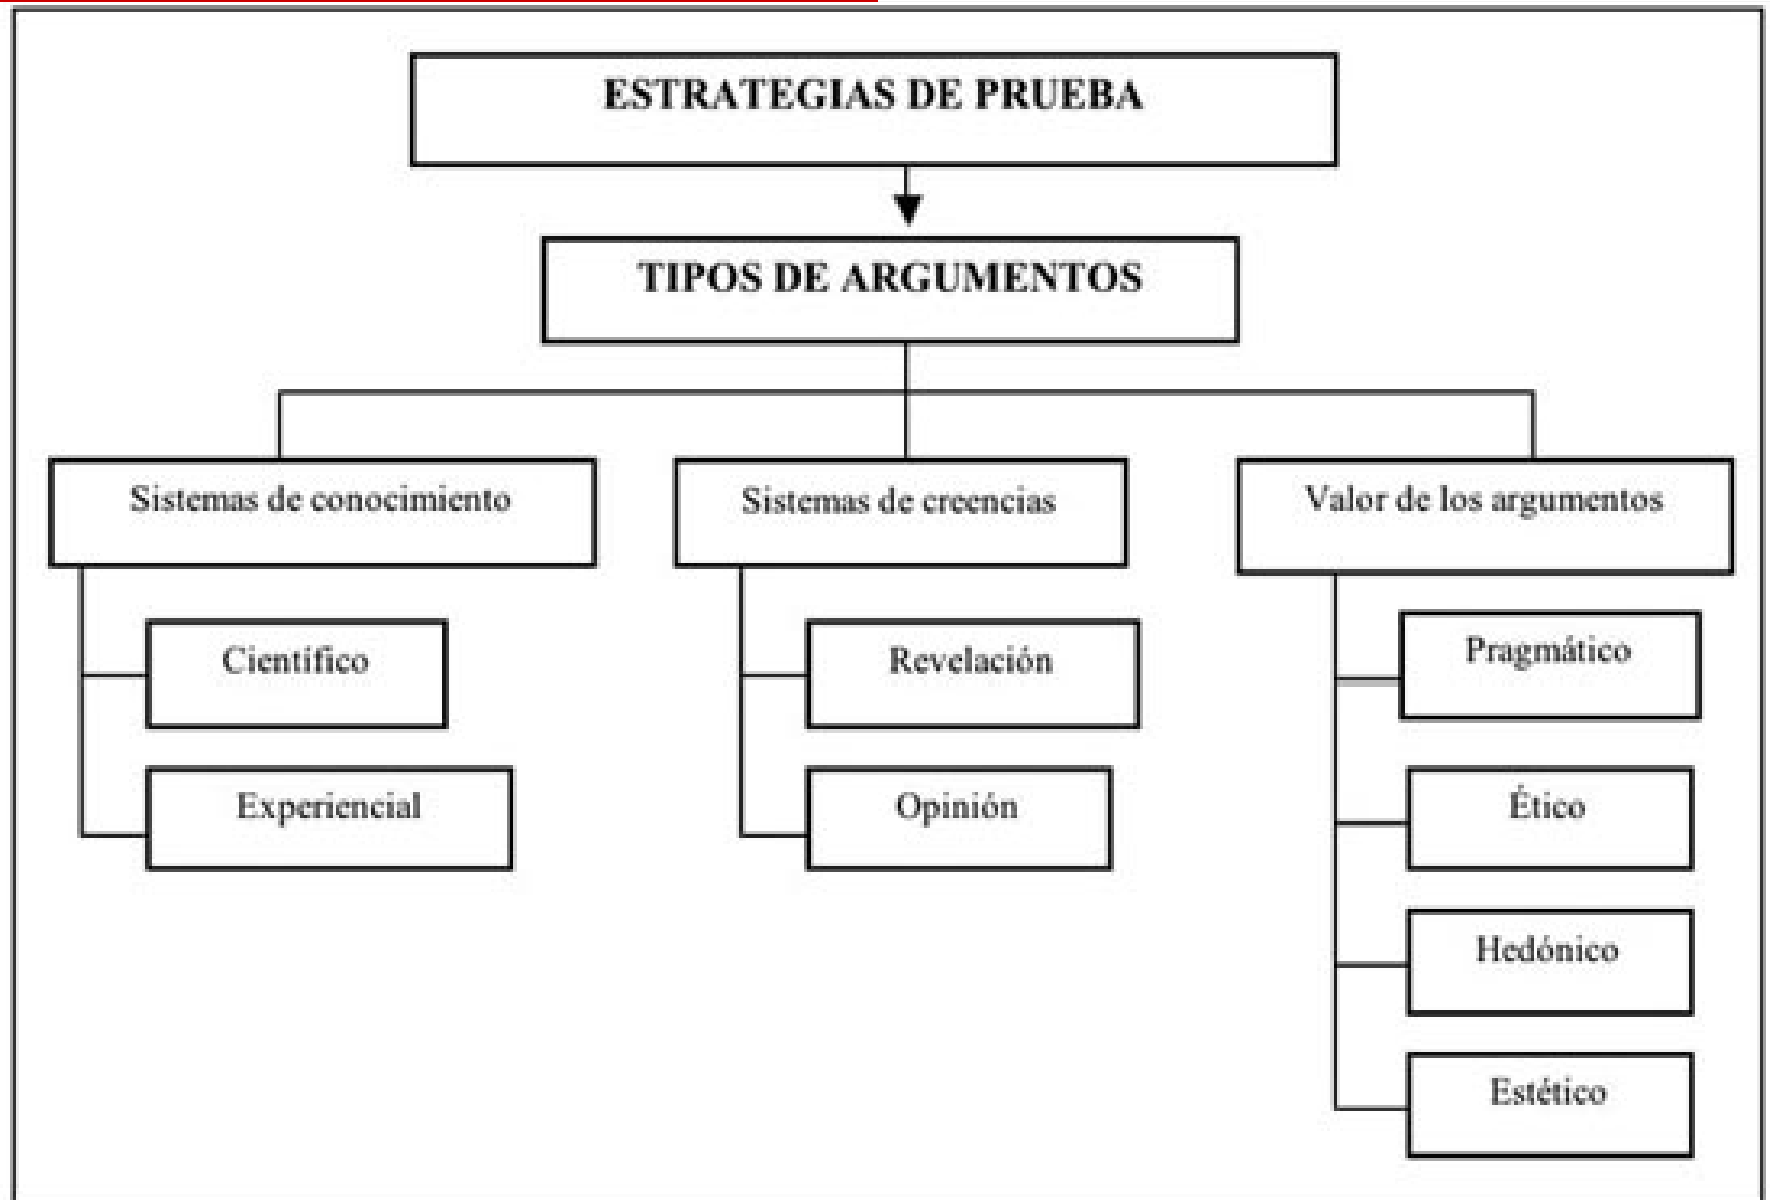 ESTRATEGIAS DE PRUEBA
TIPOS DE ARGUMENTOS
Sistemas de conocimiento
Científico
Experiencial
Sistemas de creencias
Revelación
Opinión
Valor de los argumentos
Pragmático
Ético
Hedónico
Estético